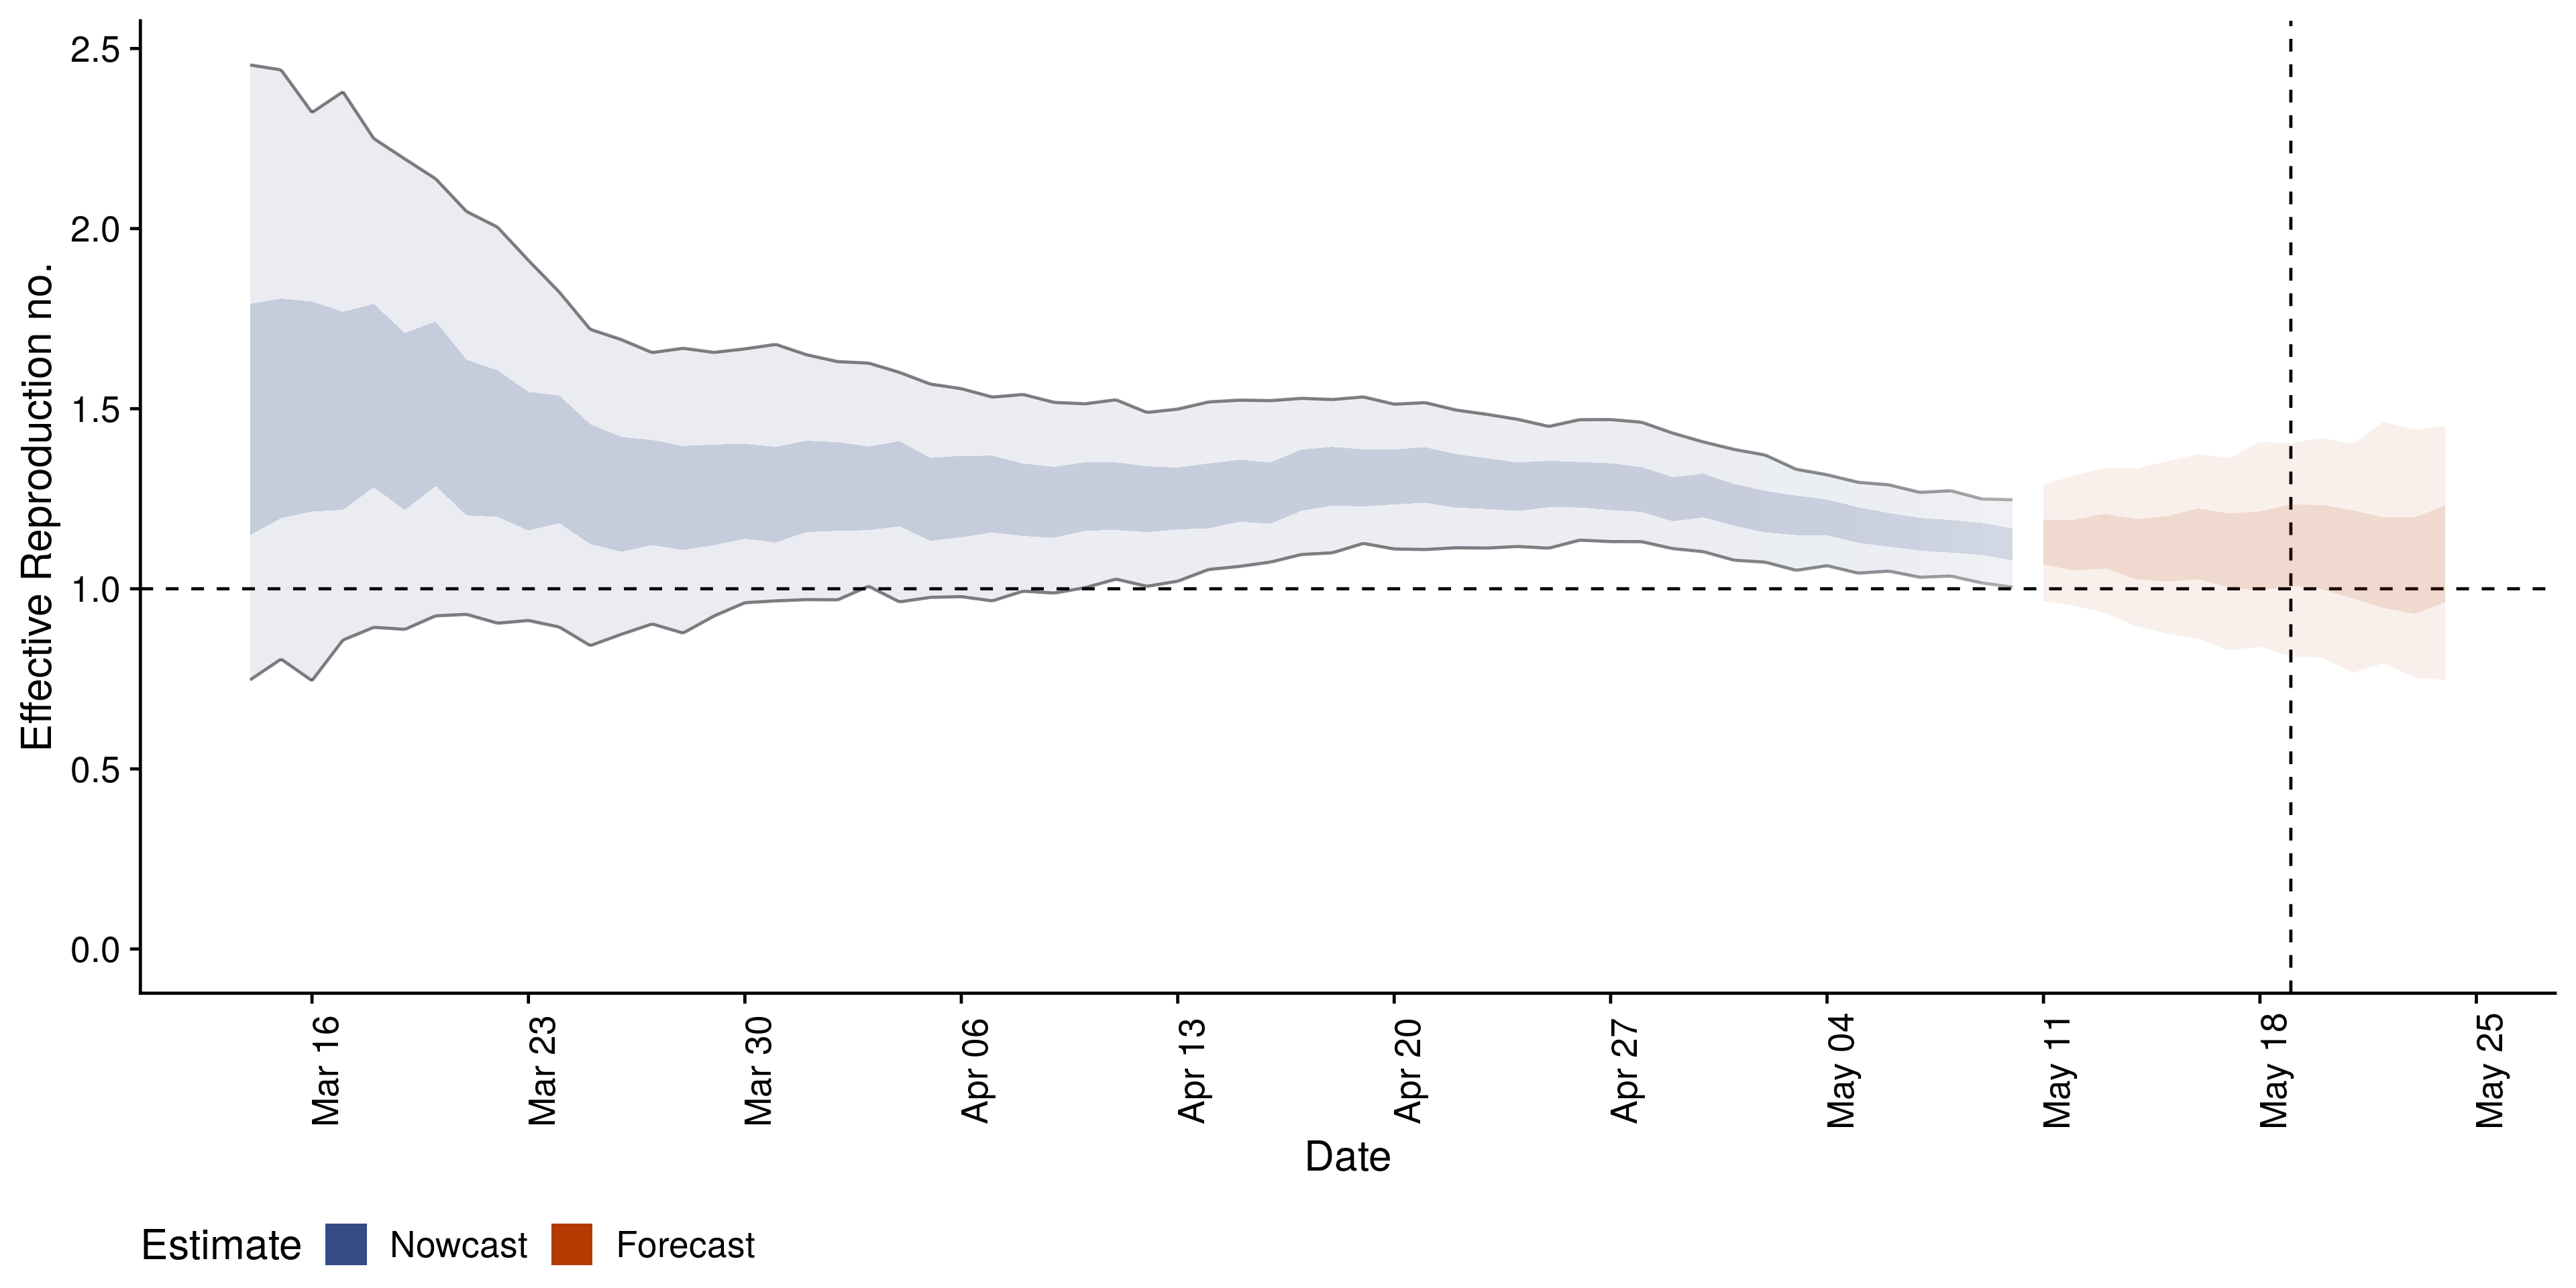 Effective Reproduction no.
2.5
2.0
1.5
1.0
0.5
0.0
Mar 16
Mar 23
Mar 30
Apr 06
Apr 13
Apr 20
Apr 27
May 04
May 11
May 18
May 25
Date
Estimate Nowcast Forecast